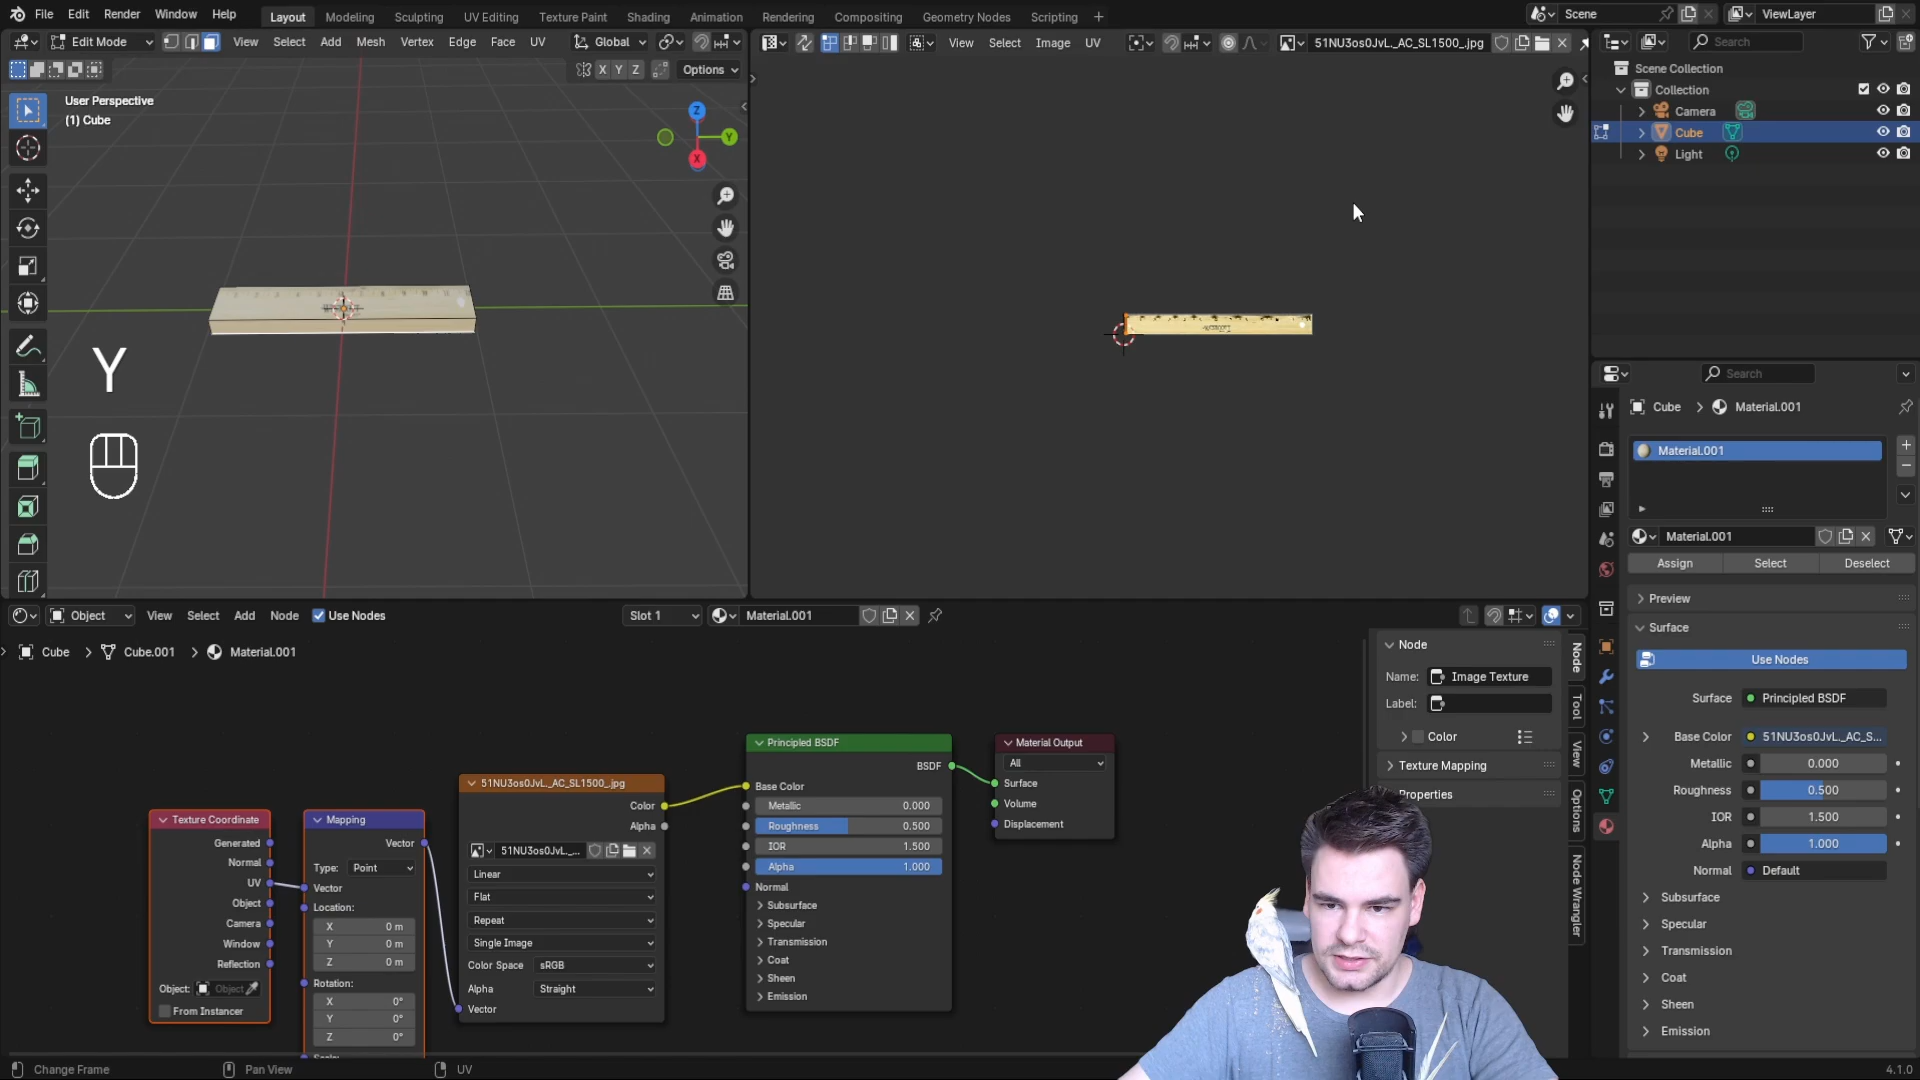 File Edit Render Window Help Layout Modeling Sculpting UV Editing Texture Paint Shading Animation Rendering Compositing Geometry Nodes Scripting + Scene ViewLayer
Edit Mode View Select Add Mesh Vertex Edge Face UV Global View Select Image UV 51NU3os0JvL._AC_SL1500_.jpg Search
X Y Z Options
User Perspective
(1) Cube
Z
Y
X
Y
Scene Collection
Collection
Camera
Cube
Light
Search
Cube > Material.001
Material.001
Material.001
Assign Select Deselect
Preview
Surface
Use Nodes
Surface Principled BSDF
Base Color 51NU3os0JvL._AC_S...
Metallic 0.000
Roughness 0.500
IOR 1.500
Alpha 1.000
Normal Default
Subsurface
Specular
Transmission
Coat
Sheen
Emission
Object View Select Add Node Use Nodes Slot 1 Material.001
Cube > Cube.001 > Material.001
Texture Coordinate
Generated
Normal
UV
Object
Camera
Window
Reflection
Object: Object
From Instancer
Mapping
Vector
Type: Point
Vector
Location:
X 0 m
Y 0 m
Z 0 m
Rotation:
X 0°
Y 0°
Z 0°
51NU3os0JvL._AC_SL1500_.jpg
Color
Alpha
51NU3os0JvL._...
Linear
Flat
Repeat
Single Image
Color Space sRGB
Alpha Straight
Vector
Principled BSDF
BSDF
Base Color
Metallic 0.000
Roughness 0.500
IOR 1.500
Alpha 1.000
Normal
Subsurface
Specular
Transmission
Coat
Sheen
Emission
Material Output
All
Surface
Volume
Displacement
Node
Name: Image Texture
Label:
Color
Texture Mapping
Properties
Node
Tool
View
Options
Node Wrangler
Change Frame Pan View UV 4.1.0